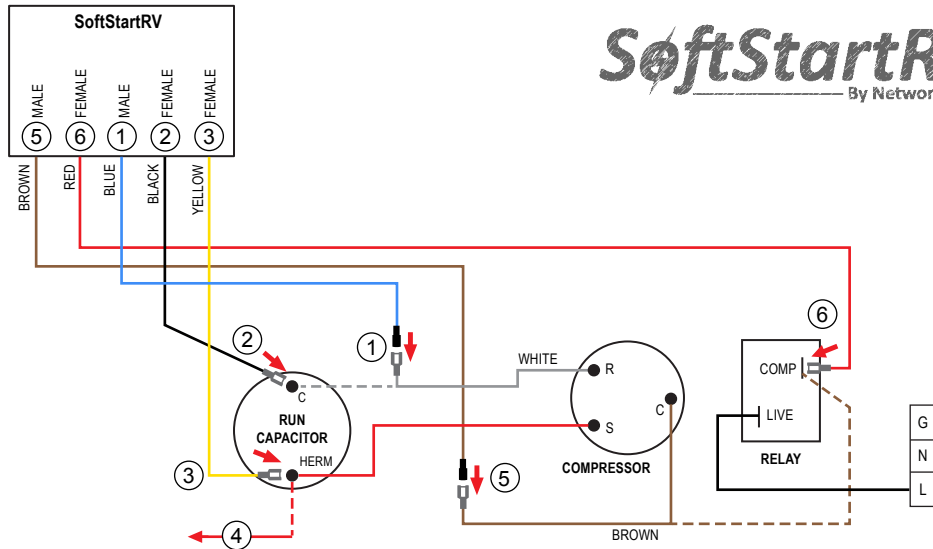 SoftStartRV
MALE
FEMALE
MALE
FEMALE
FEMALE
5
6
1
2
3
BROWN
RED
BLUE
BLACK
YELLOW
SoftStartR
By Networ
2
1
6
WHITE
R
COMP
C
C
RUN
CAPACITOR
S
LIVE
G
HERM
COMPRESSOR
RELAY
N
3
5
L
4
BROWN